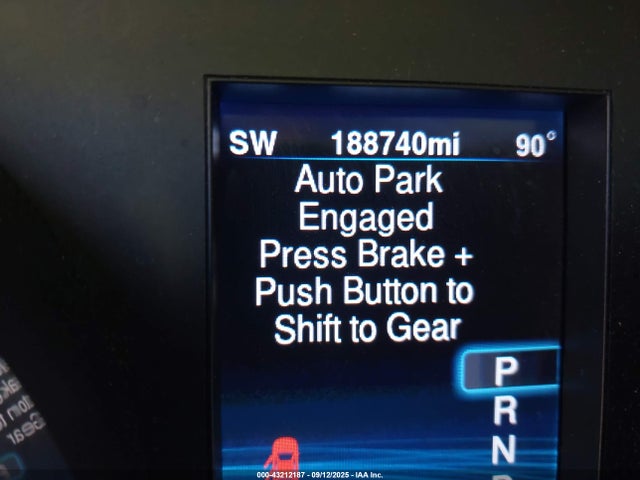 SW 188740mi 90°
Auto Park
Engaged
Press Brake +
Push Button to
Shift to Gear
P
R
N
000-43212187 - 09/12/2025 - IAA Inc.